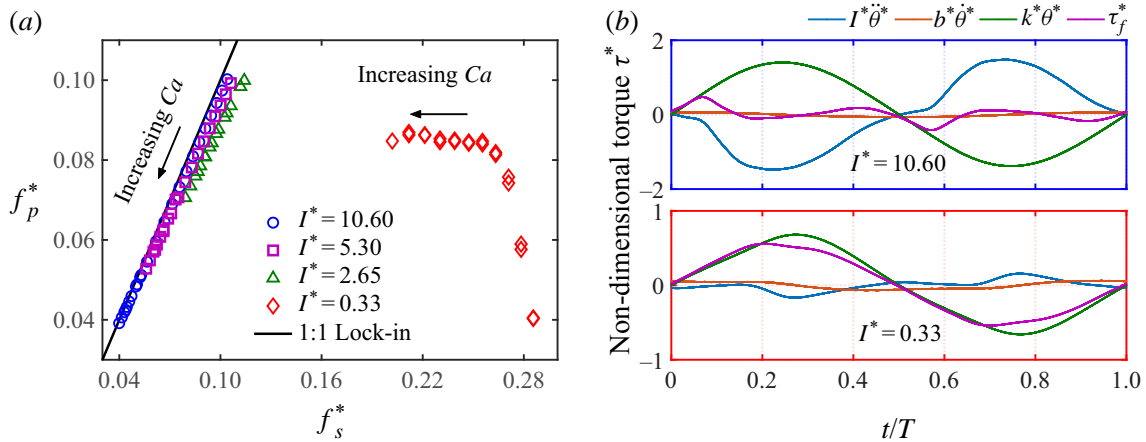 (a)
0.10
0.08
0.06
0.04
f_p^*
Increasing Ca
Increasing Ca
I^* = 10.60
I^* = 5.30
I^* = 2.65
I^* = 0.33
1:1 Lock-in
0.04 0.10 0.16 0.22 0.28
f_s^*
(b)
I^*θ̈^* b^*θ̇^* k^*θ^* τ_f^*
Non-dimensional torque τ^*
2
0
−2
I^* = 10.60
1
0
−1
I^* = 0.33
0 0.2 0.4 0.6 0.8 1.0
t/T